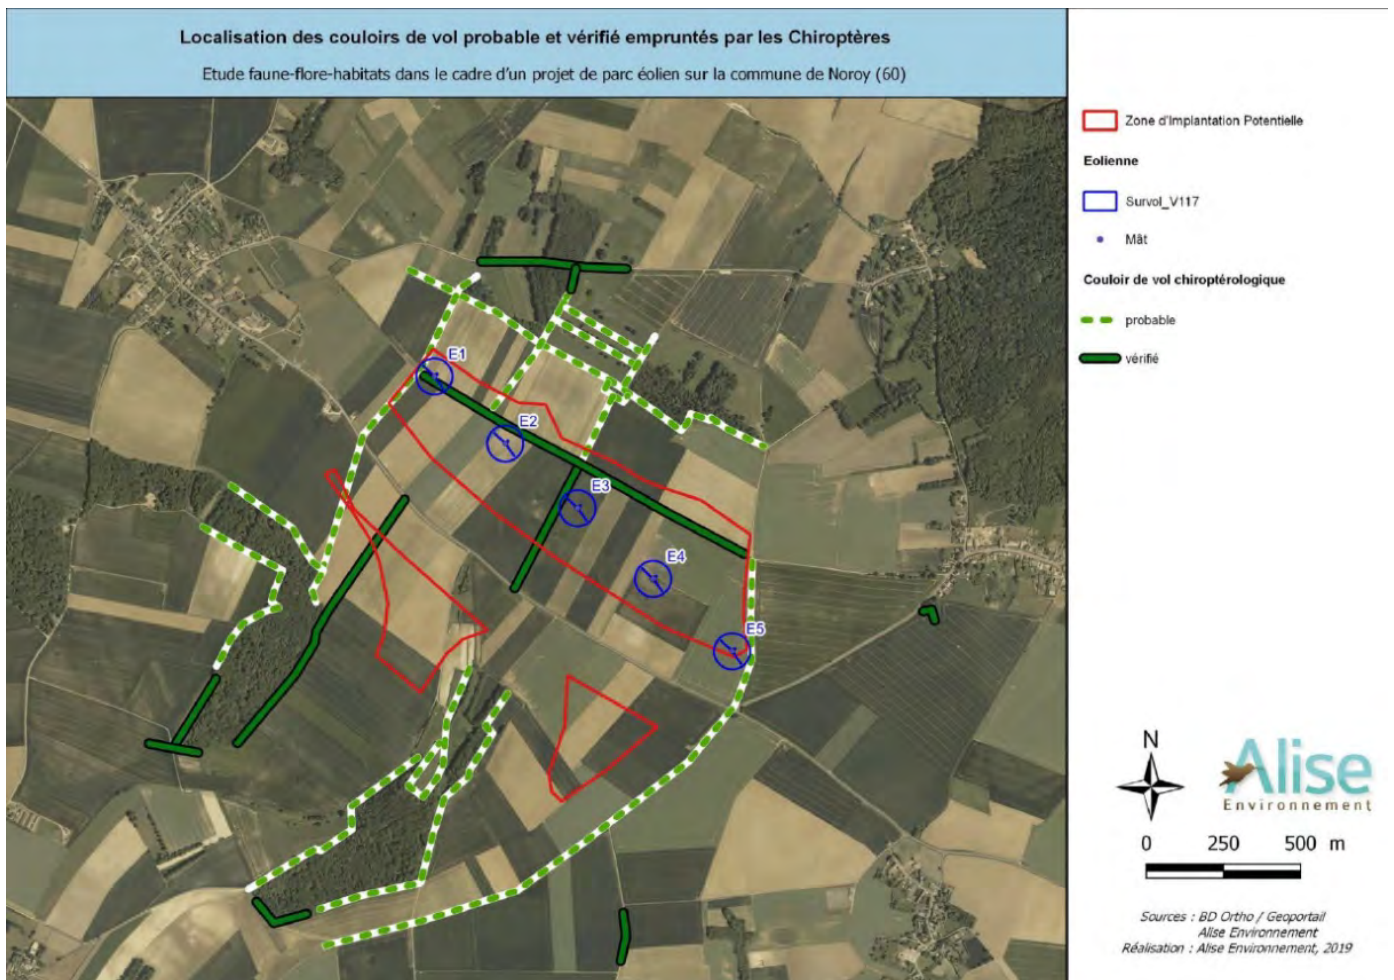 Localisation des couloirs de vol probable et vérifié empruntés par les Chiroptères
Etude faune-flore-habitats dans le cadre d'un projet de parc éolien sur la commune de Noroy (60)
Zone d'Implantation Potentielle
Eolienne
Survol_V117
Mât
Couloir de vol chiroptérologique
probable
vérifié
E1
E2
E3
E4
E5
N
Alise
Environnement
0 250 500 m
Sources : BD Ortho / Geoportail
Alise Environnement
Réalisation : Alise Environnement, 2019